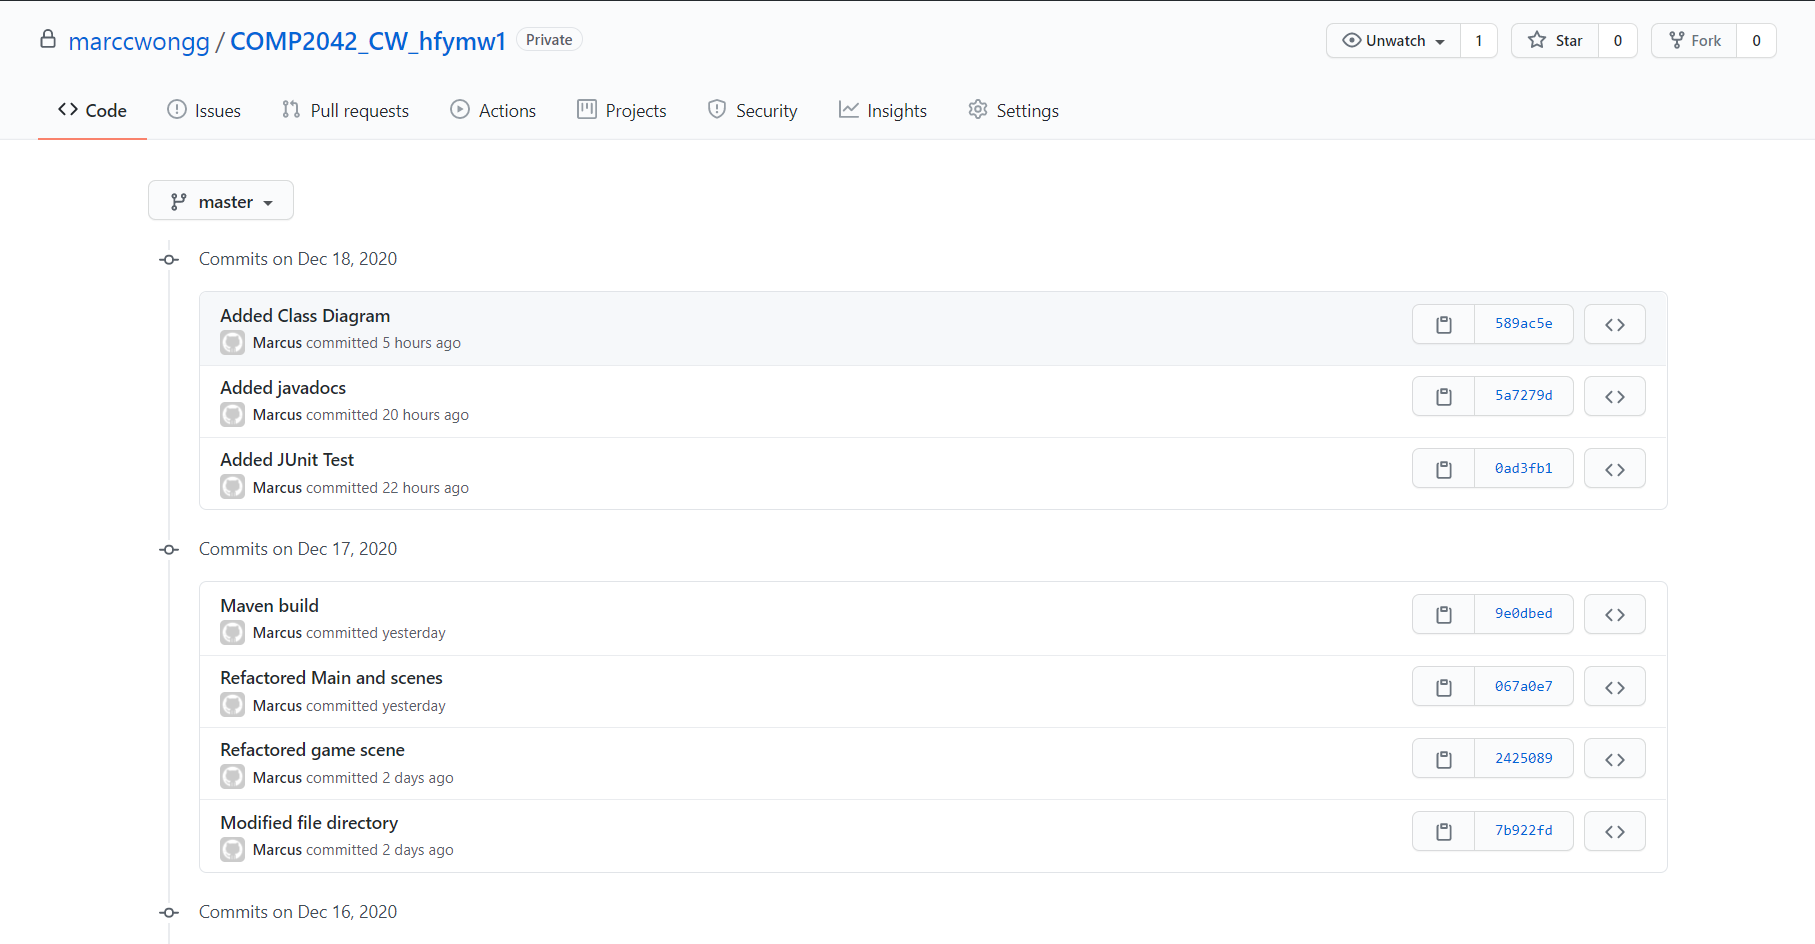 marccwongg / COMP2042_CW_hfymw1 Private
Unwatch 1 Star 0 Fork 0
Code Issues Pull requests Actions Projects Security Insights Settings
master
Commits on Dec 18, 2020
Added Class Diagram
589ac5e
Marcus committed 5 hours ago
Added javadocs
5a7279d
Marcus committed 20 hours ago
Added JUnit Test
0ad3fb1
Marcus committed 22 hours ago
Commits on Dec 17, 2020
Maven build
9e0dbed
Marcus committed yesterday
Refactored Main and scenes
067a0e7
Marcus committed yesterday
Refactored game scene
2425089
Marcus committed 2 days ago
Modified file directory
7b922fd
Marcus committed 2 days ago
Commits on Dec 16, 2020